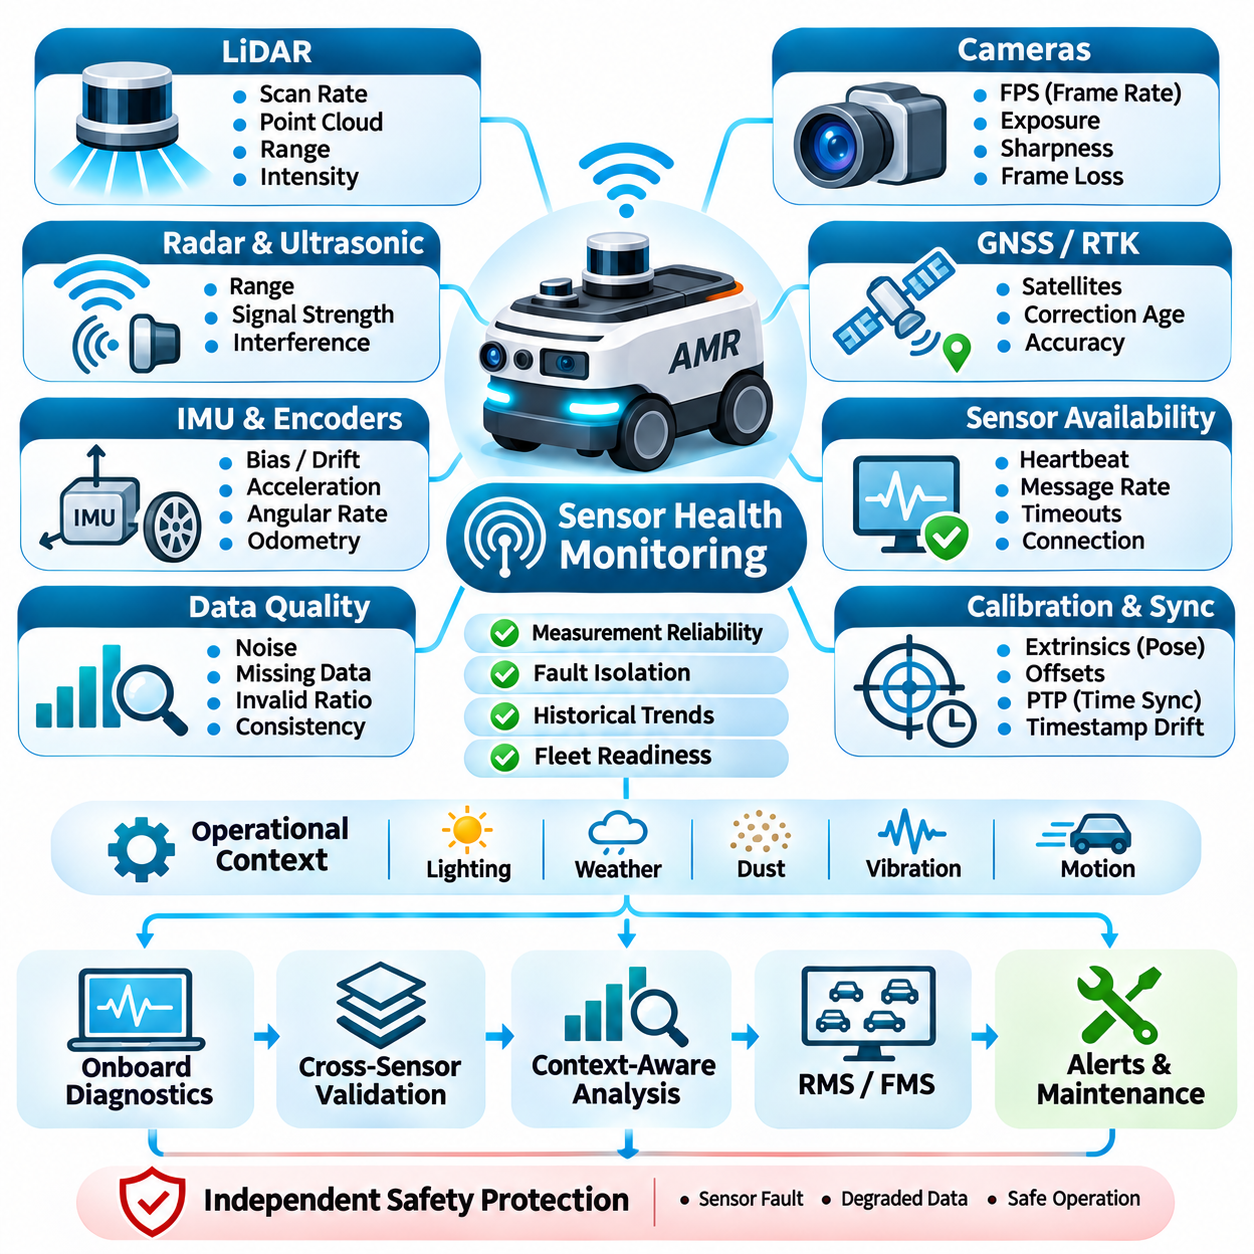 LiDAR
Scan Rate
Point Cloud
Range
Intensity
Cameras
FPS (Frame Rate)
Exposure
Sharpness
Frame Loss
Radar & Ultrasonic
Range
Signal Strength
Interference
GNSS / RTK
Satellites
Correction Age
Accuracy
AMR
IMU & Encoders
IMU
Bias / Drift
Acceleration
Angular Rate
Odometry
Sensor Availability
Heartbeat
Message Rate
Timeouts
Connection
Sensor Health
Monitoring
Data Quality
Noise
Missing Data
Invalid Ratio
Consistency
Calibration & Sync
Extrinsics (Pose)
Offsets
PTP (Time Sync)
Timestamp Drift
Measurement Reliability
Fault Isolation
Historical Trends
Fleet Readiness
Operational
Context
Lighting
Weather
Dust
Vibration
Motion
Onboard
Diagnostics
Cross-Sensor
Validation
Context-Aware
Analysis
RMS / FMS
Alerts &
Maintenance
Independent Safety Protection
• Sensor Fault • Degraded Data • Safe Operation